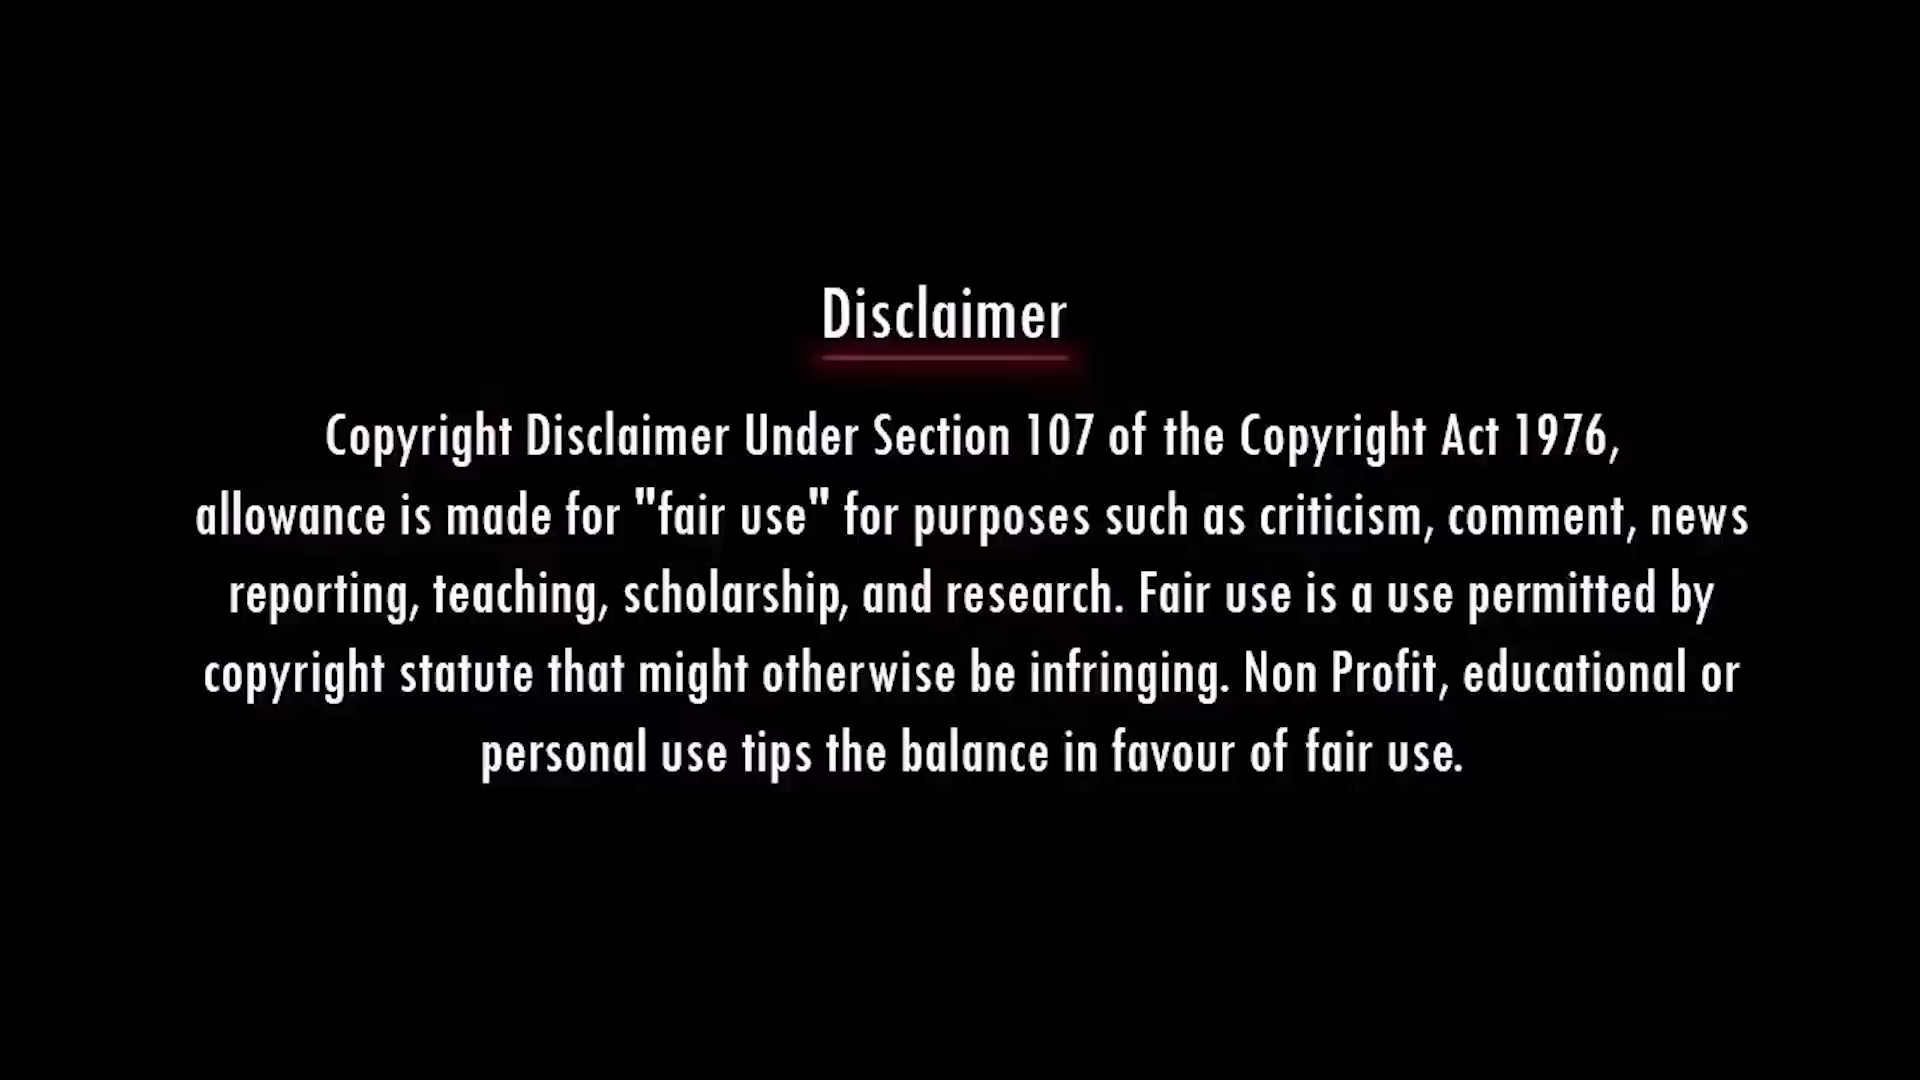 Disclaimer
Copyright Disclaimer Under Section 107 of the Copyright Act 1976,
allowance is made for "fair use" for purposes such as criticism, comment, news
reporting, teaching, scholarship, and research. Fair use is a use permitted by
copyright statute that might otherwise be infringing. Non Profit, educational or
personal use tips the balance in favour of fair use.